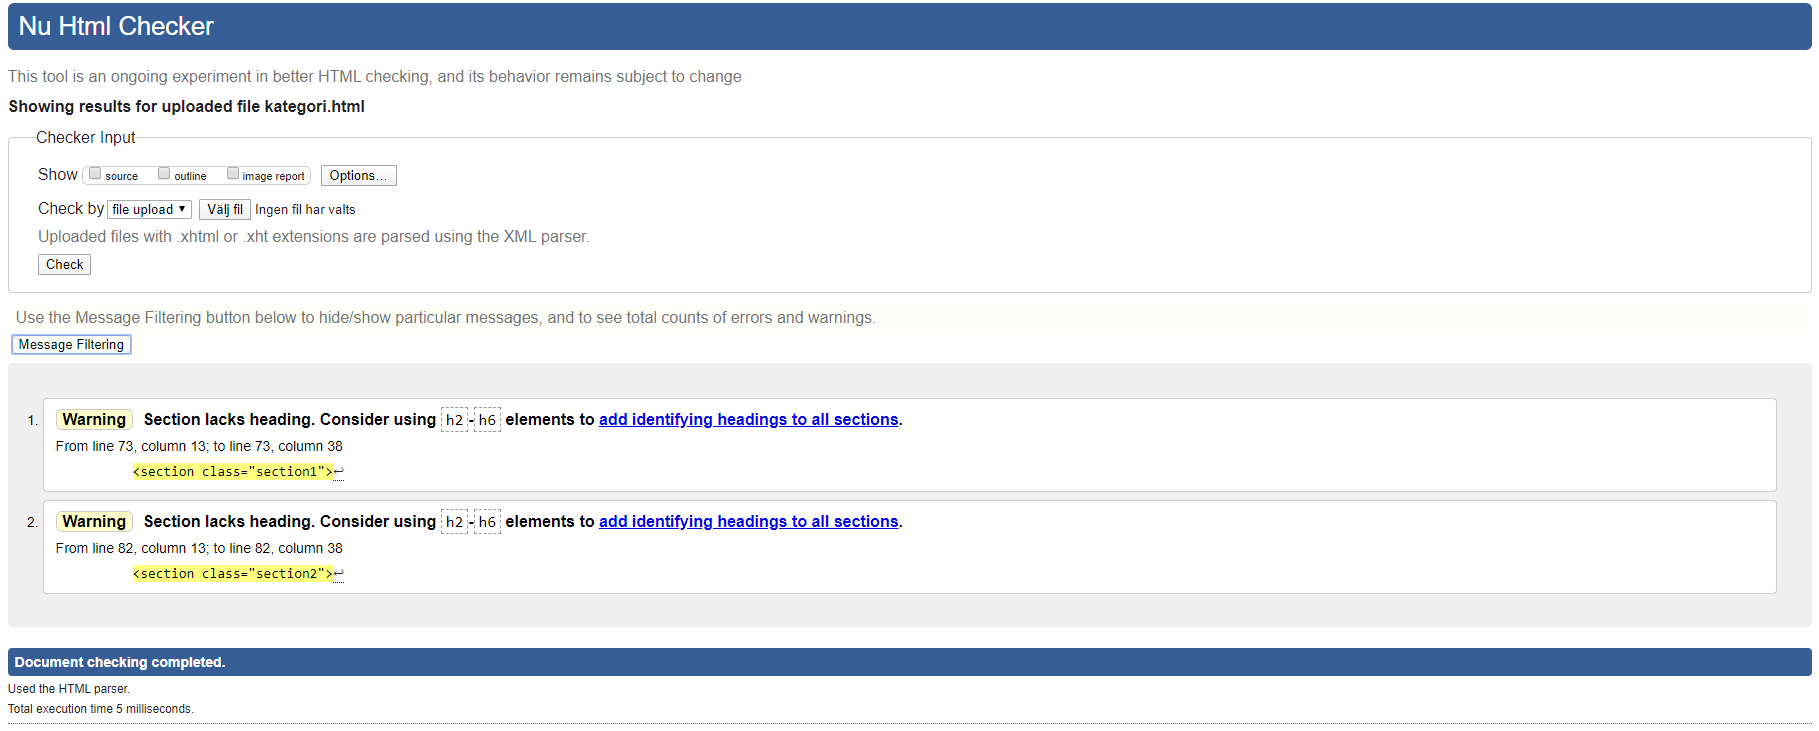 Nu Html Checker
This tool is an ongoing experiment in better HTML checking, and its behavior remains subject to change
Showing results for uploaded file kategori.html
Checker Input
Show source outline image report Options...
Check by file upload ▼ Välj fil Ingen fil har valts
Uploaded files with .xhtml or .xht extensions are parsed using the XML parser.
Check
Use the Message Filtering button below to hide/show particular messages, and to see total counts of errors and warnings.
Message Filtering
1. Warning Section lacks heading. Consider using h2-h6 elements to add identifying headings to all sections.
From line 73, column 13; to line 73, column 38
<section class="section1">↩
2. Warning Section lacks heading. Consider using h2-h6 elements to add identifying headings to all sections.
From line 82, column 13; to line 82, column 38
<section class="section2">↩
Document checking completed.
Used the HTML parser.
Total execution time 5 milliseconds.